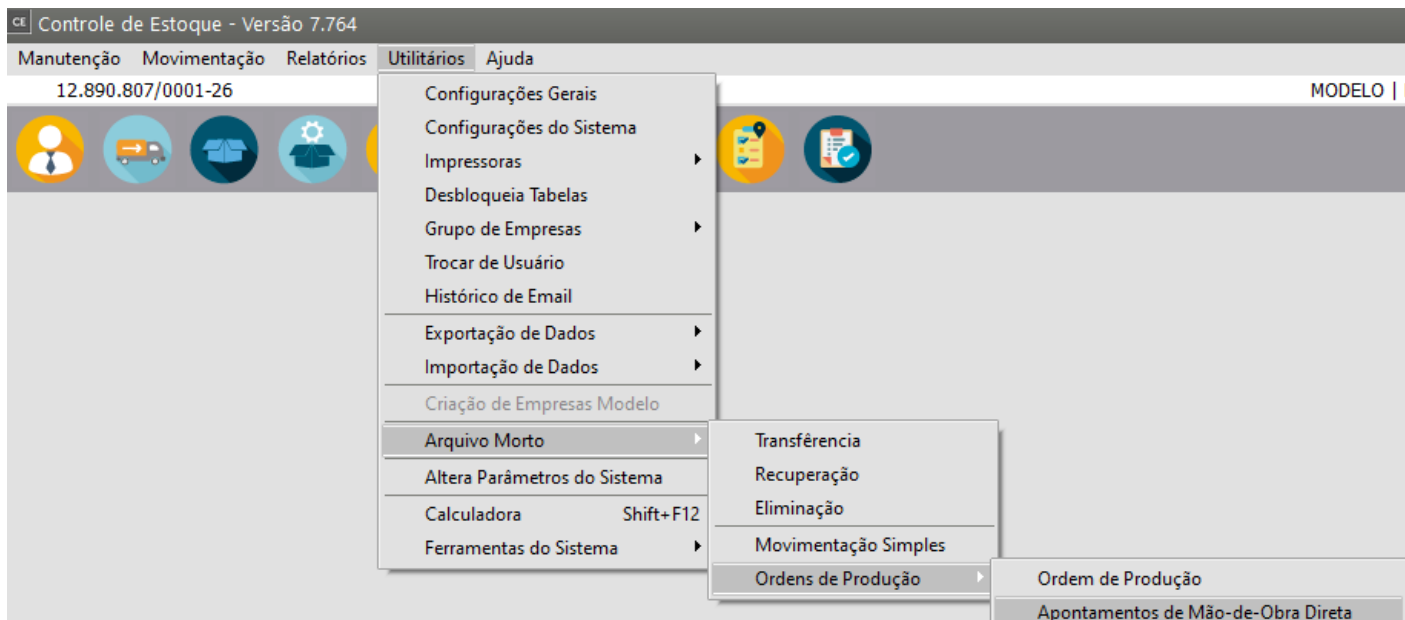 CE Controle de Estoque - Versão 7.764
Manutenção Movimentação Relatórios Utilitários Ajuda
12.890.807/0001-26 MODELO |
Configurações Gerais
Configurações do Sistema
Impressoras
Desbloqueia Tabelas
Grupo de Empresas
Trocar de Usuário
Histórico de Email
Exportação de Dados
Importação de Dados
Criação de Empresas Modelo
Arquivo Morto
Altera Parâmetros do Sistema
Calculadora Shift+F12
Ferramentas do Sistema
Transfêrencia
Recuperação
Eliminação
Movimentação Simples
Ordens de Produção
Ordem de Produção
Apontamentos de Mão-de-Obra Direta